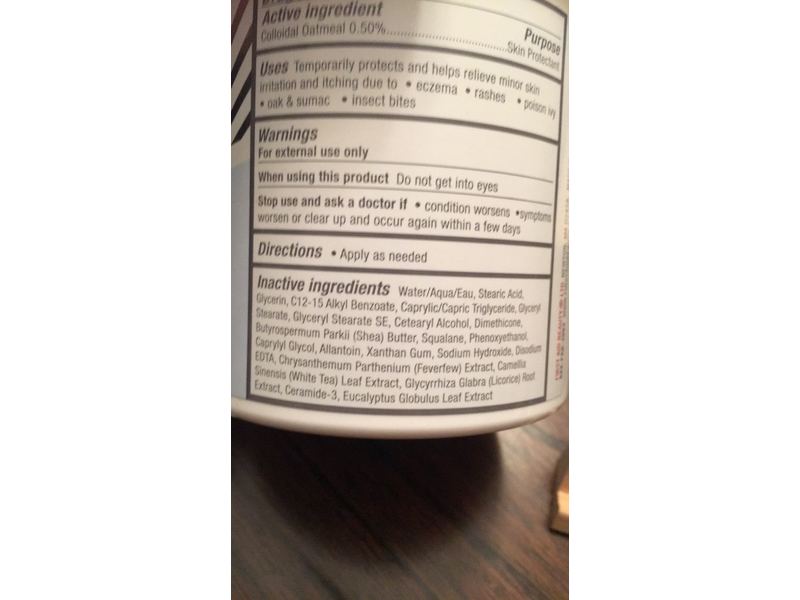 Active ingredient
Purpose
Colloidal Oatmeal 0.50%..............................Skin Protectant
Uses Temporarily protects and helps relieve minor skin
irritation and itching due to • eczema • rashes • poison ivy
• oak & sumac • insect bites
Warnings
For external use only
When using this product Do not get into eyes
Stop use and ask a doctor if • condition worsens •symptoms
worsen or clear up and occur again within a few days
Directions • Apply as needed
Inactive ingredients Water/Aqua/Eau, Stearic Acid,
Glycerin, C12-15 Alkyl Benzoate, Caprylic/Capric Triglyceride, Glyceryl
Stearate, Glyceryl Stearate SE, Cetearyl Alcohol, Dimethicone,
Butyrospermum Parkii (Shea) Butter, Squalane, Phenoxyethanol,
Caprylyl Glycol, Allantoin, Xanthan Gum, Sodium Hydroxide, Disodium
EDTA, Chrysanthemum Parthenium (Feverfew) Extract, Camellia
Sinensis (White Tea) Leaf Extract, Glycyrrhiza Glabra (Licorice) Root
Extract, Ceramide-3, Eucalyptus Globulus Leaf Extract